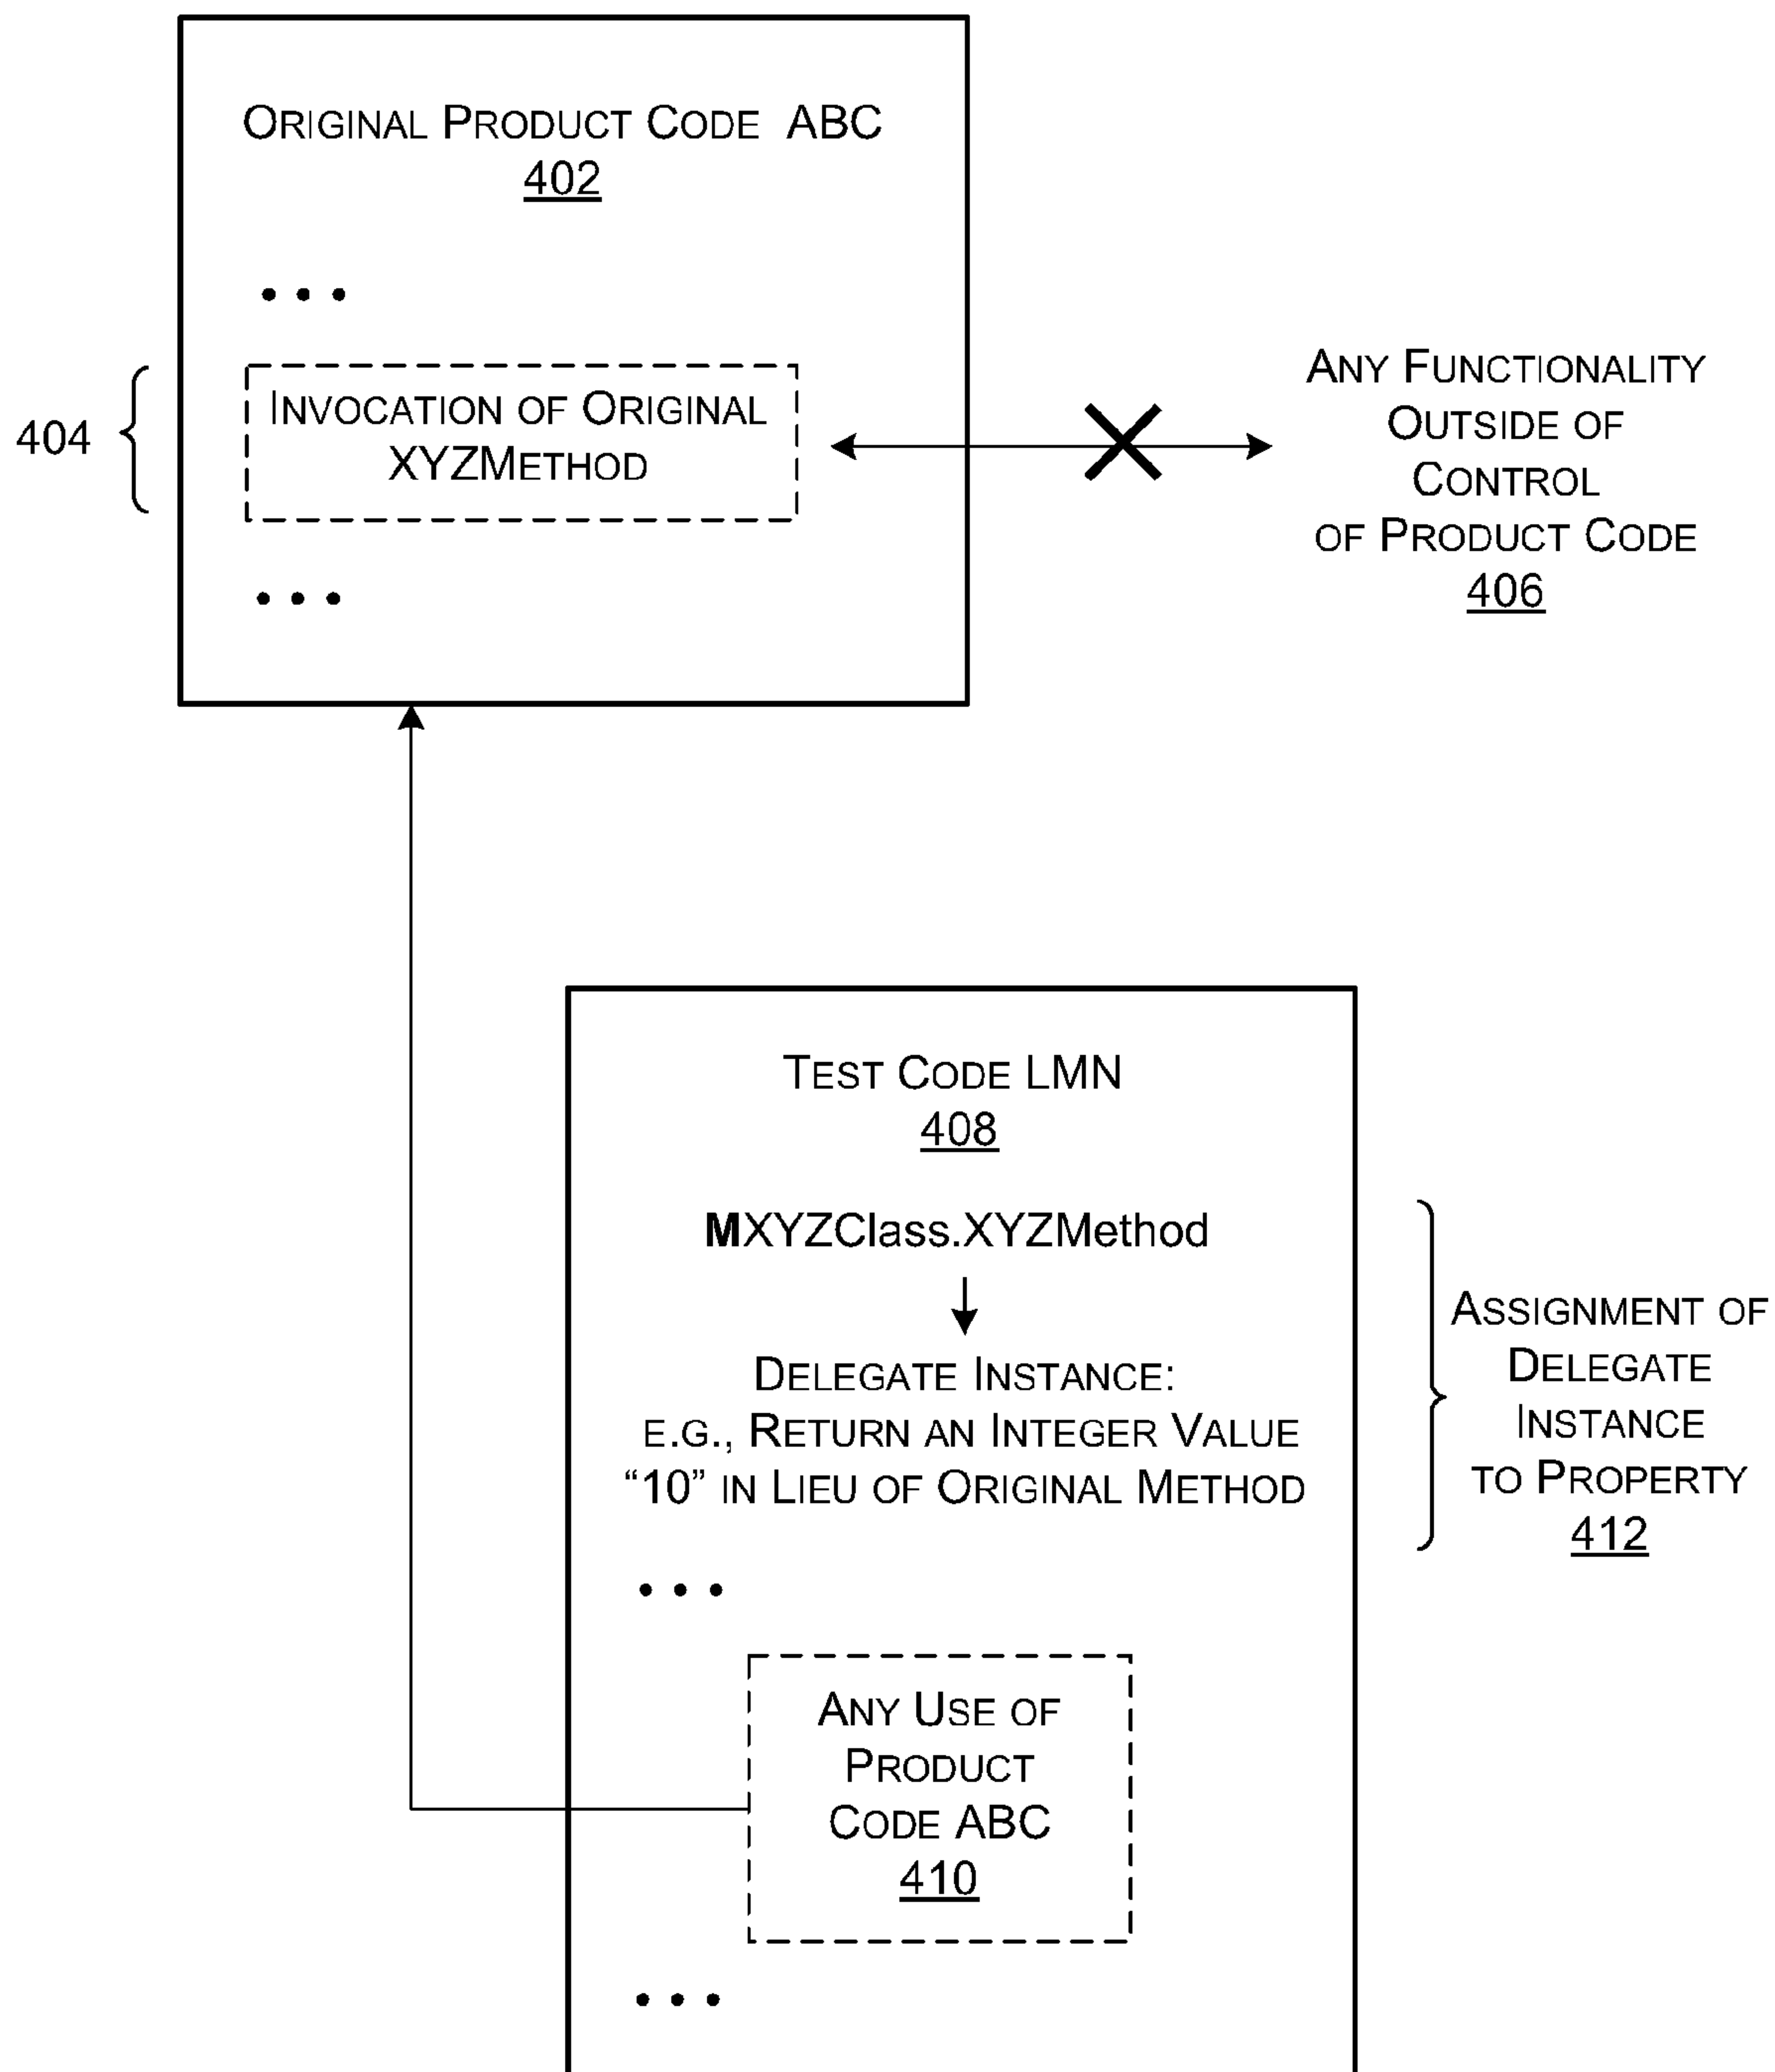 ORIGINAL PRODUCT CODE ABC
402
• • •
404
INVOCATION OF ORIGINAL
XYZMETHOD
• • •
ANY FUNCTIONALITY
OUTSIDE OF
CONTROL
OF PRODUCT CODE
406
TEST CODE LMN
408
MXYZClass.XYZMethod
DELEGATE INSTANCE:
E.G., RETURN AN INTEGER VALUE
“10” IN LIEU OF ORIGINAL METHOD
• • •
ASSIGNMENT OF
DELEGATE
INSTANCE
TO PROPERTY
412
ANY USE OF
PRODUCT
CODE ABC
410
• • •